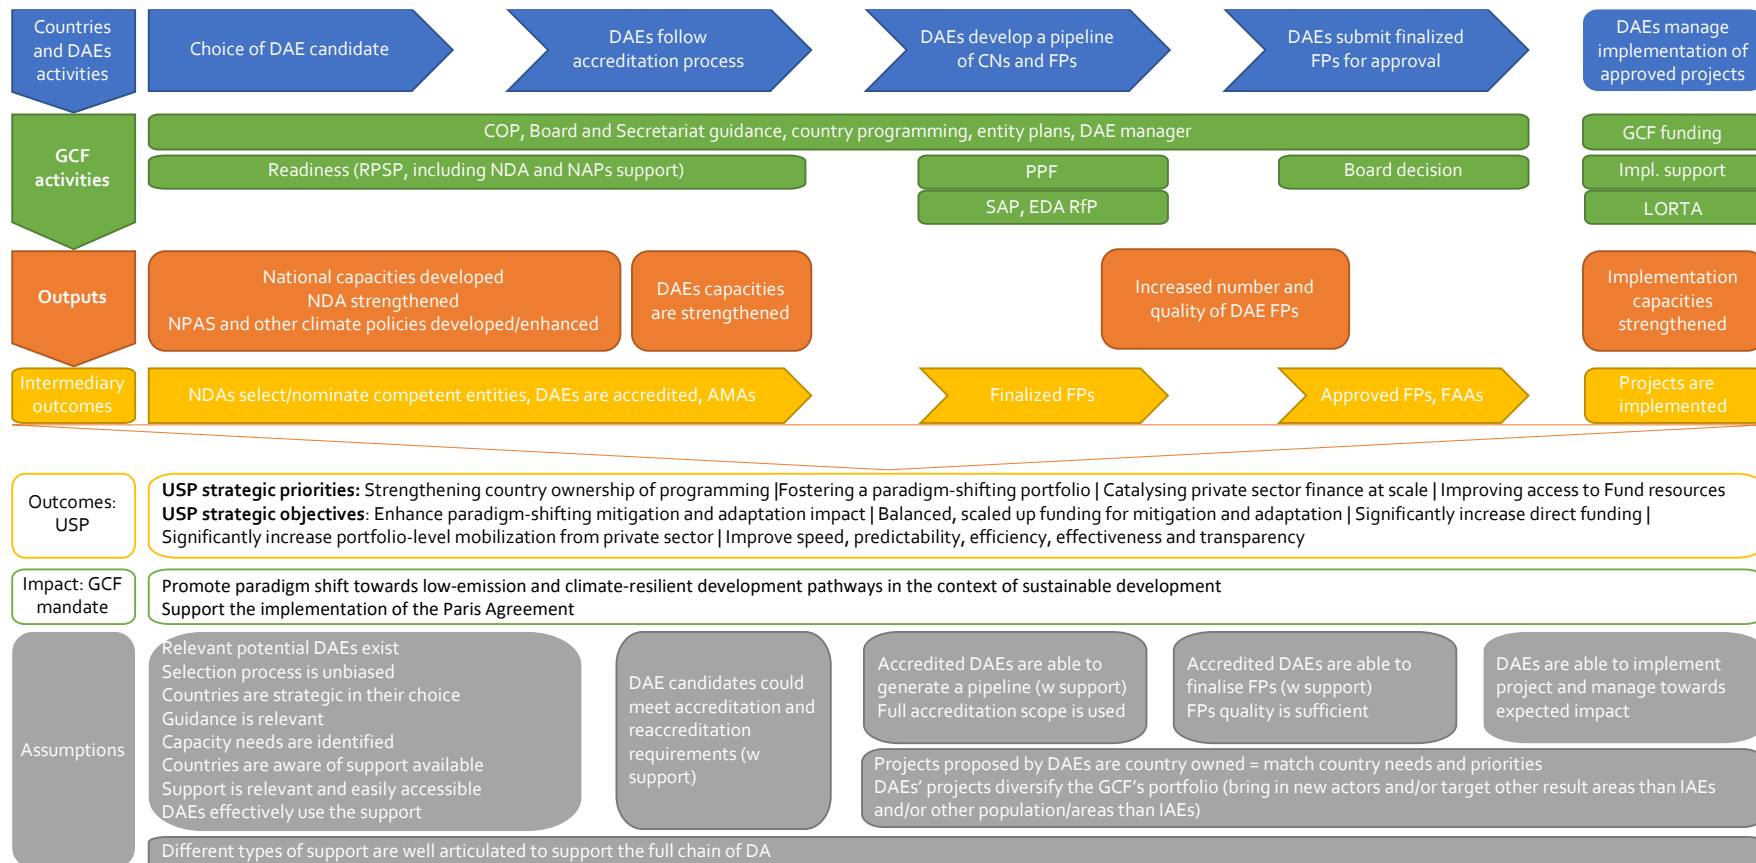 Countries
and DAEs
activities
Choice of DAE candidate
DAEs follow
accreditation process
DAEs develop a pipeline
of CNs and FPs
DAEs submit finalized
FPs for approval
DAEs manage
implementation of
approved projects
GCF
activities
COP, Board and Secretariat guidance, country programming, entity plans, DAE manager
GCF funding
Readiness (RPSP, including NDA and NAPs support)
PPF
Board decision
Impl. support
SAP, EDA RfP
LORTA
Outputs
National capacities developed
NDA strengthened
NPAS and other climate policies developed/enhanced
DAEs capacities
are strengthened
Increased number and
quality of DAE FPs
Implementation
capacities
strengthened
Intermediary
outcomes
NDAs select/nominate competent entities, DAEs are accredited, AMAs
Finalized FPs
Approved FPs, FAAs
Projects are
implemented
Outcomes:
USP
USP strategic priorities: Strengthening country ownership of programming |Fostering a paradigm-shifting portfolio | Catalysing private sector finance at scale | Improving access to Fund resources
USP strategic objectives: Enhance paradigm-shifting mitigation and adaptation impact | Balanced, scaled up funding for mitigation and adaptation | Significantly increase direct funding |
Significantly increase portfolio-level mobilization from private sector | Improve speed, predictability, efficiency, effectiveness and transparency
Impact: GCF
mandate
Promote paradigm shift towards low-emission and climate-resilient development pathways in the context of sustainable development
Support the implementation of the Paris Agreement
Assumptions
Relevant potential DAEs exist
Selection process is unbiased
Countries are strategic in their choice
Guidance is relevant
Capacity needs are identified
Countries are aware of support available
Support is relevant and easily accessible
DAEs effectively use the support
DAE candidates could
meet accreditation and
reaccreditation
requirements (w
support)
Accredited DAEs are able to
generate a pipeline (w support)
Full accreditation scope is used
Accredited DAEs are able to
finalise FPs (w support)
FPs quality is sufficient
DAEs are able to implement
project and manage towards
expected impact
Projects proposed by DAEs are country owned = match country needs and priorities
DAEs' projects diversify the GCF's portfolio (bring in new actors and/or target other result areas than IAEs
and/or other population/areas than IAEs)
Different types of support are well articulated to support the full chain of DA